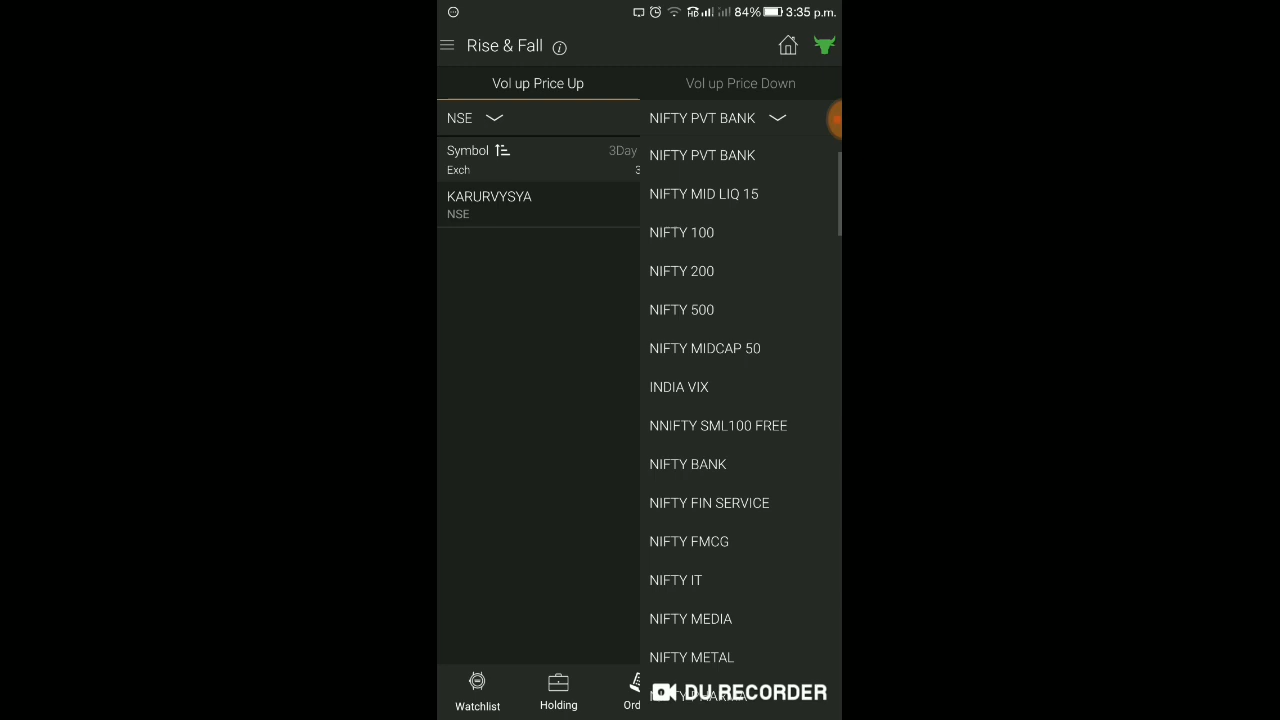 HD 84% 3:35 p.m.
Rise & Fall
Vol up Price Up
Vol up Price Down
NSE
NIFTY PVT BANK
Symbol
3Day
Exch
3
KARURVYSYA
NSE
NIFTY PVT BANK
NIFTY MID LIQ 15
NIFTY 100
NIFTY 200
NIFTY 500
NIFTY MIDCAP 50
INDIA VIX
NNIFTY SML100 FREE
NIFTY BANK
NIFTY FIN SERVICE
NIFTY FMCG
NIFTY IT
NIFTY MEDIA
NIFTY METAL
DU RECORDER
Watchlist
Holding
Ord